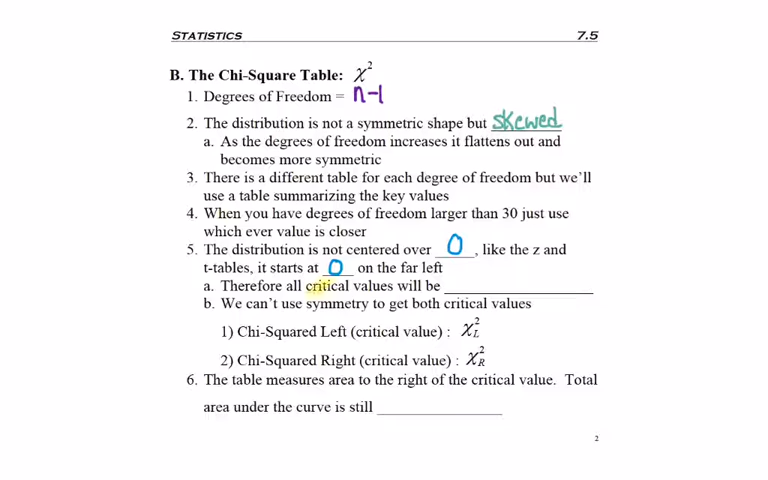 STATISTICS 7.5
B. The Chi-Square Table: χ²
1. Degrees of Freedom = n-1
2. The distribution is not a symmetric shape but skewed
a. As the degrees of freedom increases it flattens out and
becomes more symmetric
3. There is a different table for each degree of freedom but we’ll
use a table summarizing the key values
4. When you have degrees of freedom larger than 30 just use
which ever value is closer
5. The distribution is not centered over 0, like the z and
t-tables, it starts at 0 on the far left
a. Therefore all critical values will be ________________
b. We can’t use symmetry to get both critical values
1) Chi-Squared Left (critical value) : χ²L
2) Chi-Squared Right (critical value) : χ²R
6. The table measures area to the right of the critical value. Total
area under the curve is still ______________
2